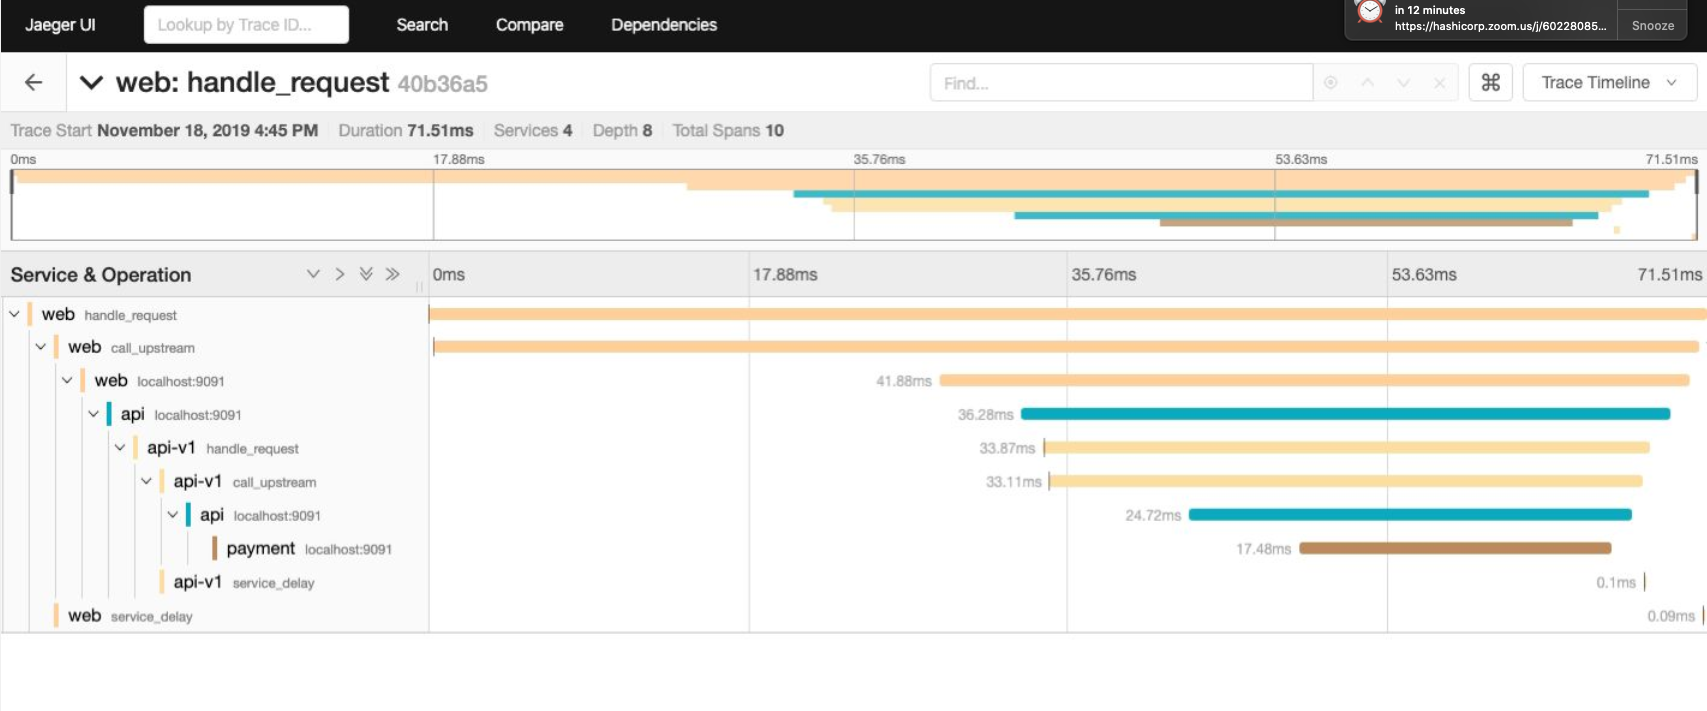 Jaeger UI Lookup by Trace ID... Search Compare Dependencies
in 12 minutes
https://hashicorp.zoom.us/j/60228085...
Snooze
web: handle_request 40b36a5 Find... ⌘ Trace Timeline
Trace Start November 18, 2019 4:45 PM Duration 71.51ms Services 4 Depth 8 Total Spans 10
0ms 17.88ms 35.76ms 53.63ms 71.51ms
Service & Operation 0ms 17.88ms 35.76ms 53.63ms 71.51ms
web handle_request
web call_upstream
web localhost:9091 41.88ms
api localhost:9091 36.28ms
api-v1 handle_request 33.87ms
api-v1 call_upstream 33.11ms
api localhost:9091 24.72ms
payment localhost:9091 17.48ms
api-v1 service_delay 0.1ms
web service_delay 0.09ms